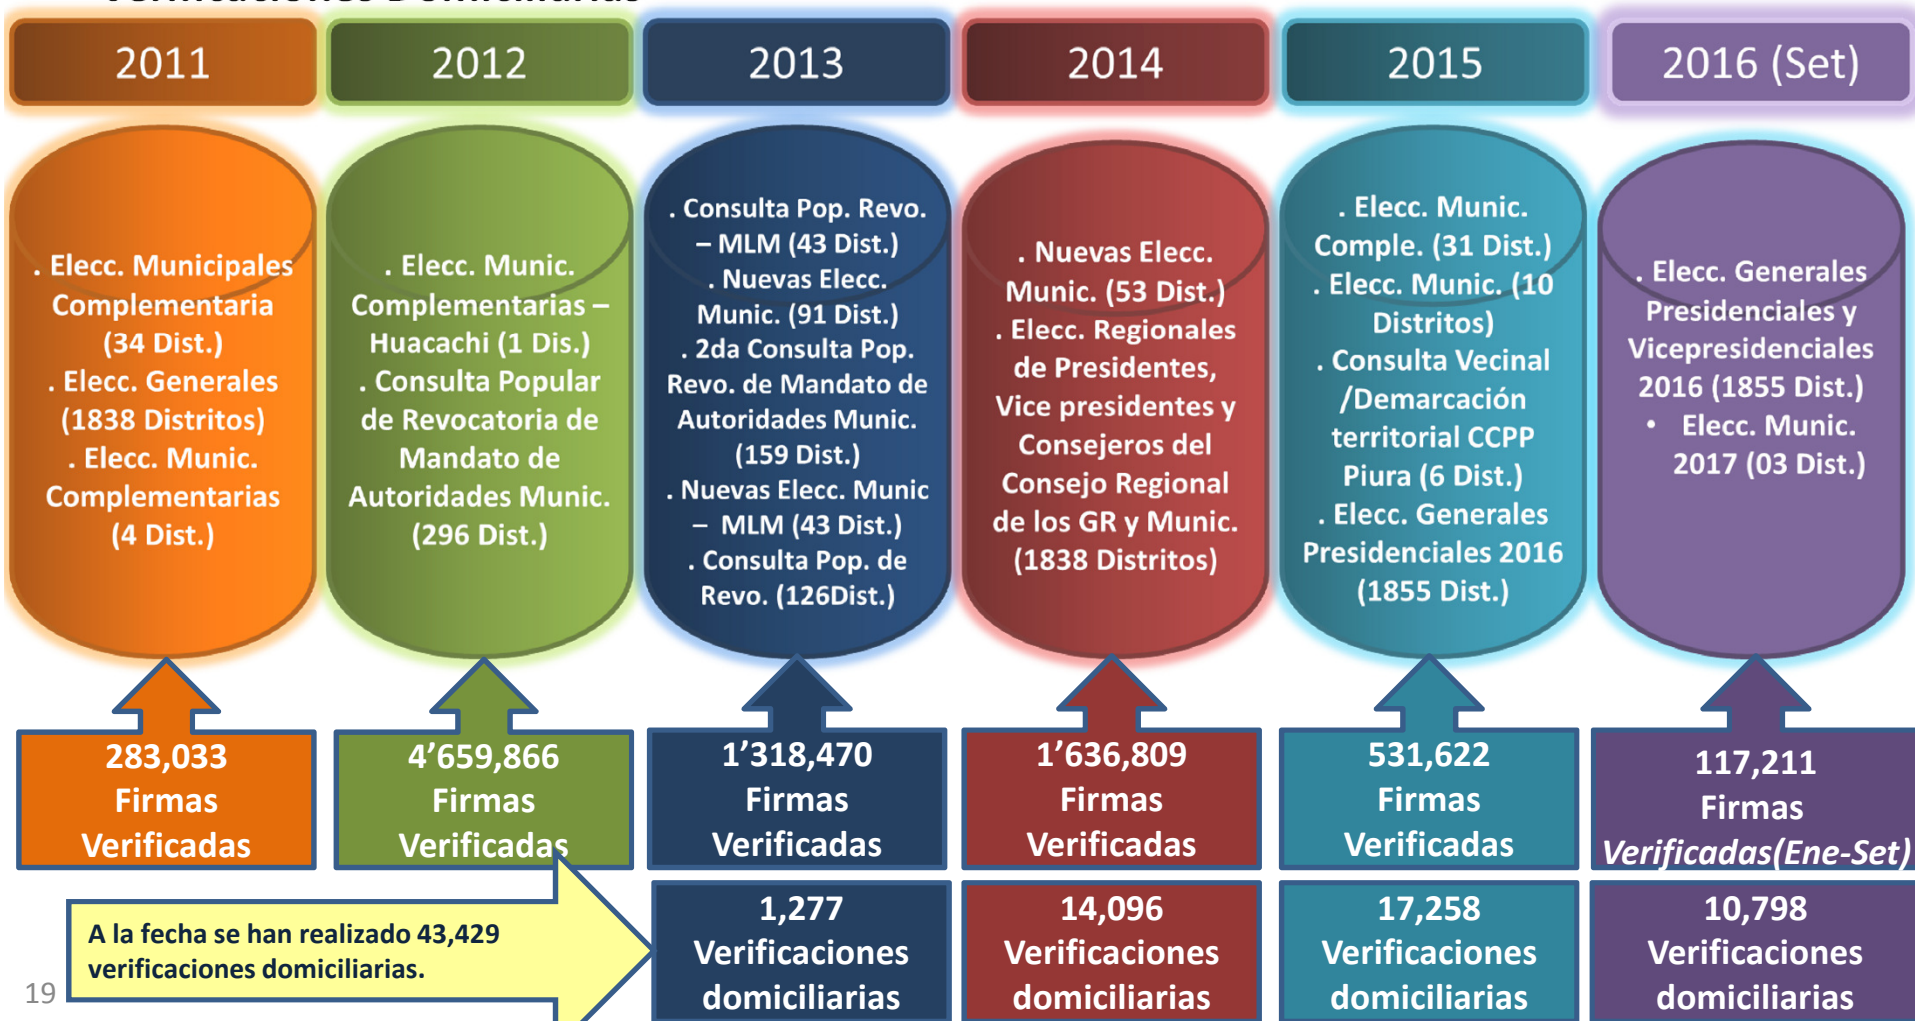 Verificaciones Domiciliarias
2011
2012
2013
2014
2015
2016 (Set)
. Elecc. Municipales
Complementaria
(34 Dist.)
. Elecc. Generales
(1838 Distritos)
. Elecc. Munic.
Complementarias
(4 Dist.)
. Elecc. Munic.
Complementarias –
Huacachi (1 Dis.)
. Consulta Popular
de Revocatoria de
Mandato de
Autoridades Munic.
(296 Dist.)
. Consulta Pop. Revo.
– MLM (43 Dist.)
. Nuevas Elecc.
Munic. (91 Dist.)
. 2da Consulta Pop.
Revo. de Mandato de
Autoridades Munic.
(159 Dist.)
. Nuevas Elecc. Munic
– MLM (43 Dist.)
. Consulta Pop. de
Revo. (126Dist.)
. Nuevas Elecc.
Munic. (53 Dist.)
. Elecc. Regionales
de Presidentes,
Vice presidentes y
Consejeros del
Consejo Regional
de los GR y Munic.
(1838 Distritos)
. Elecc. Munic.
Comple. (31 Dist.)
. Elecc. Munic. (10
Distritos)
. Consulta Vecinal
/Demarcación
territorial CCPP
Piura (6 Dist.)
. Elecc. Generales
Presidenciales 2016
(1855 Dist.)
. Elecc. Generales
Presidenciales y
Vicepresidenciales
2016 (1855 Dist.)
• Elecc. Munic.
2017 (03 Dist.)
283,033
Firmas
Verificadas
4’659,866
Firmas
Verificadas
1’318,470
Firmas
Verificadas
1’636,809
Firmas
Verificadas
531,622
Firmas
Verificadas
117,211
Firmas
Verificadas(Ene-Set)
A la fecha se han realizado 43,429
verificaciones domiciliarias.
1,277
Verificaciones
domiciliarias
14,096
Verificaciones
domiciliarias
17,258
Verificaciones
domiciliarias
10,798
Verificaciones
domiciliarias
19